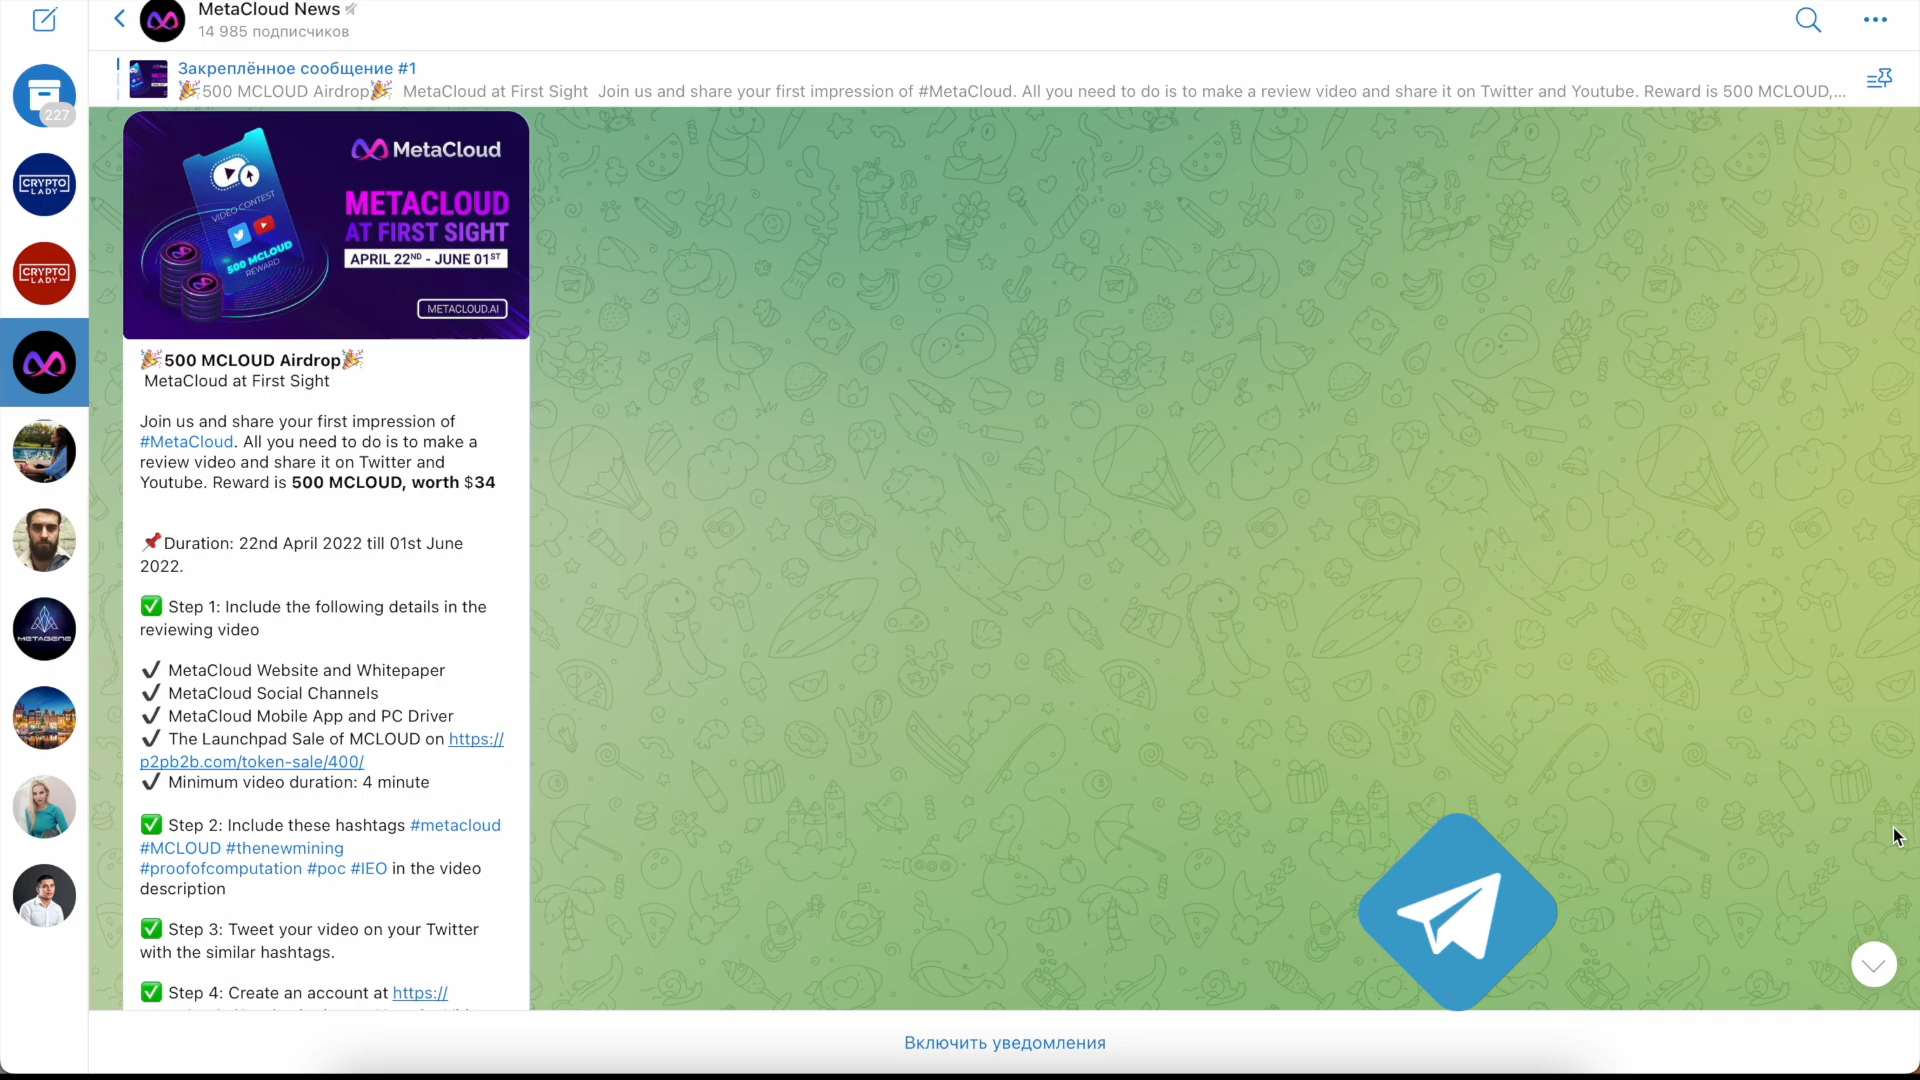 MetaCloud News
14 985 подписчиков
Закреплённое сообщение #1
🎉500 MCLOUD Airdrop🎉 MetaCloud at First Sight Join us and share your first impression of #MetaCloud. All you need to do is to make a review video and share it on Twitter and Youtube. Reward is 500 MCLOUD,...
227
CRYPTO
LADY
CRYPTO
LADY
METAGENE
MetaCloud
VIDEO CONTEST
500 MCLOUD
REWARD
METACLOUD
AT FIRST SIGHT
APRIL 22ND - JUNE 01ST
METACLOUD.AI
🎉500 MCLOUD Airdrop🎉
MetaCloud at First Sight
Join us and share your first impression of
#MetaCloud. All you need to do is to make a
review video and share it on Twitter and
Youtube. Reward is 500 MCLOUD, worth $34
📌Duration: 22nd April 2022 till 01st June
2022.
✅ Step 1: Include the following details in the
reviewing video
✔ MetaCloud Website and Whitepaper
✔ MetaCloud Social Channels
✔ MetaCloud Mobile App and PC Driver
✔ The Launchpad Sale of MCLOUD on https://
p2pb2b.com/token-sale/400/
✔ Minimum video duration: 4 minute
✅ Step 2: Include these hashtags #metacloud
#MCLOUD #thenewmining
#proofofcomputation #poc #IEO in the video
description
✅ Step 3: Tweet your video on your Twitter
with the similar hashtags.
✅ Step 4: Create an account at https://
Включить уведомления